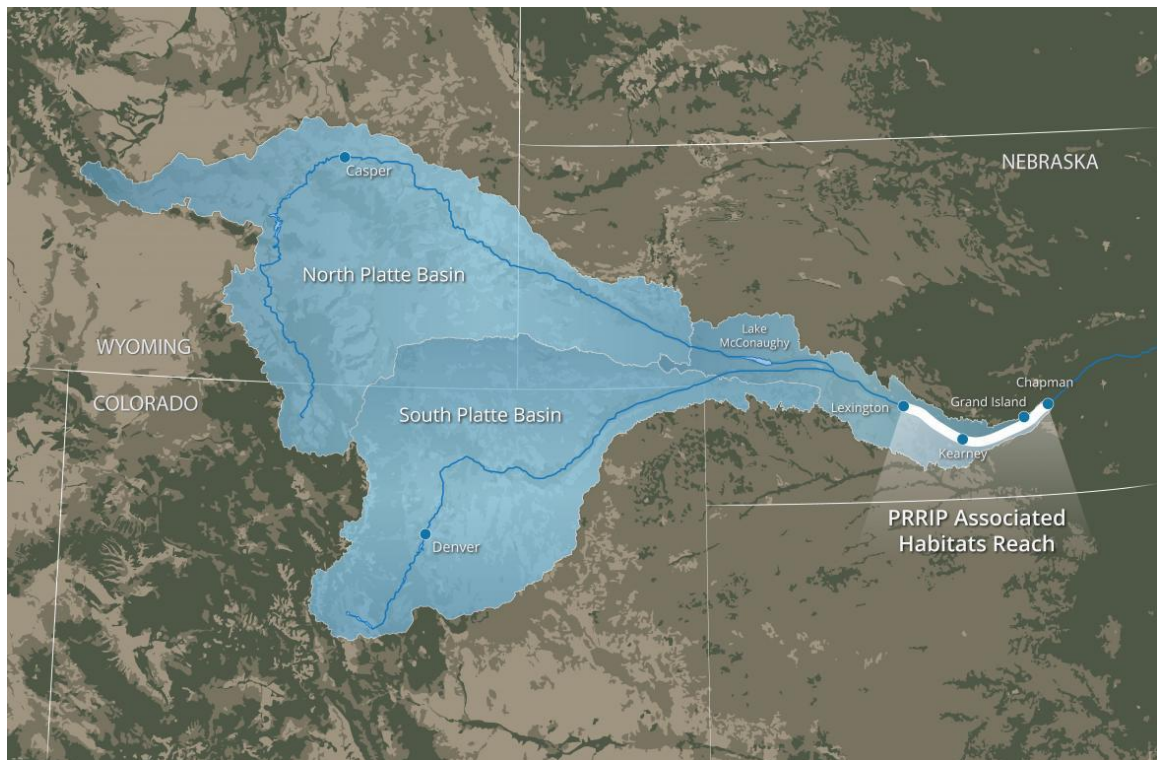 NEBRASKA
Casper
North Platte Basin
Lake
McConaughy
WYOMING
Chapman
COLORADO
Grand Island
Lexington
South Platte Basin
Kearney
PRRIP Associated
Habitats Reach
Denver